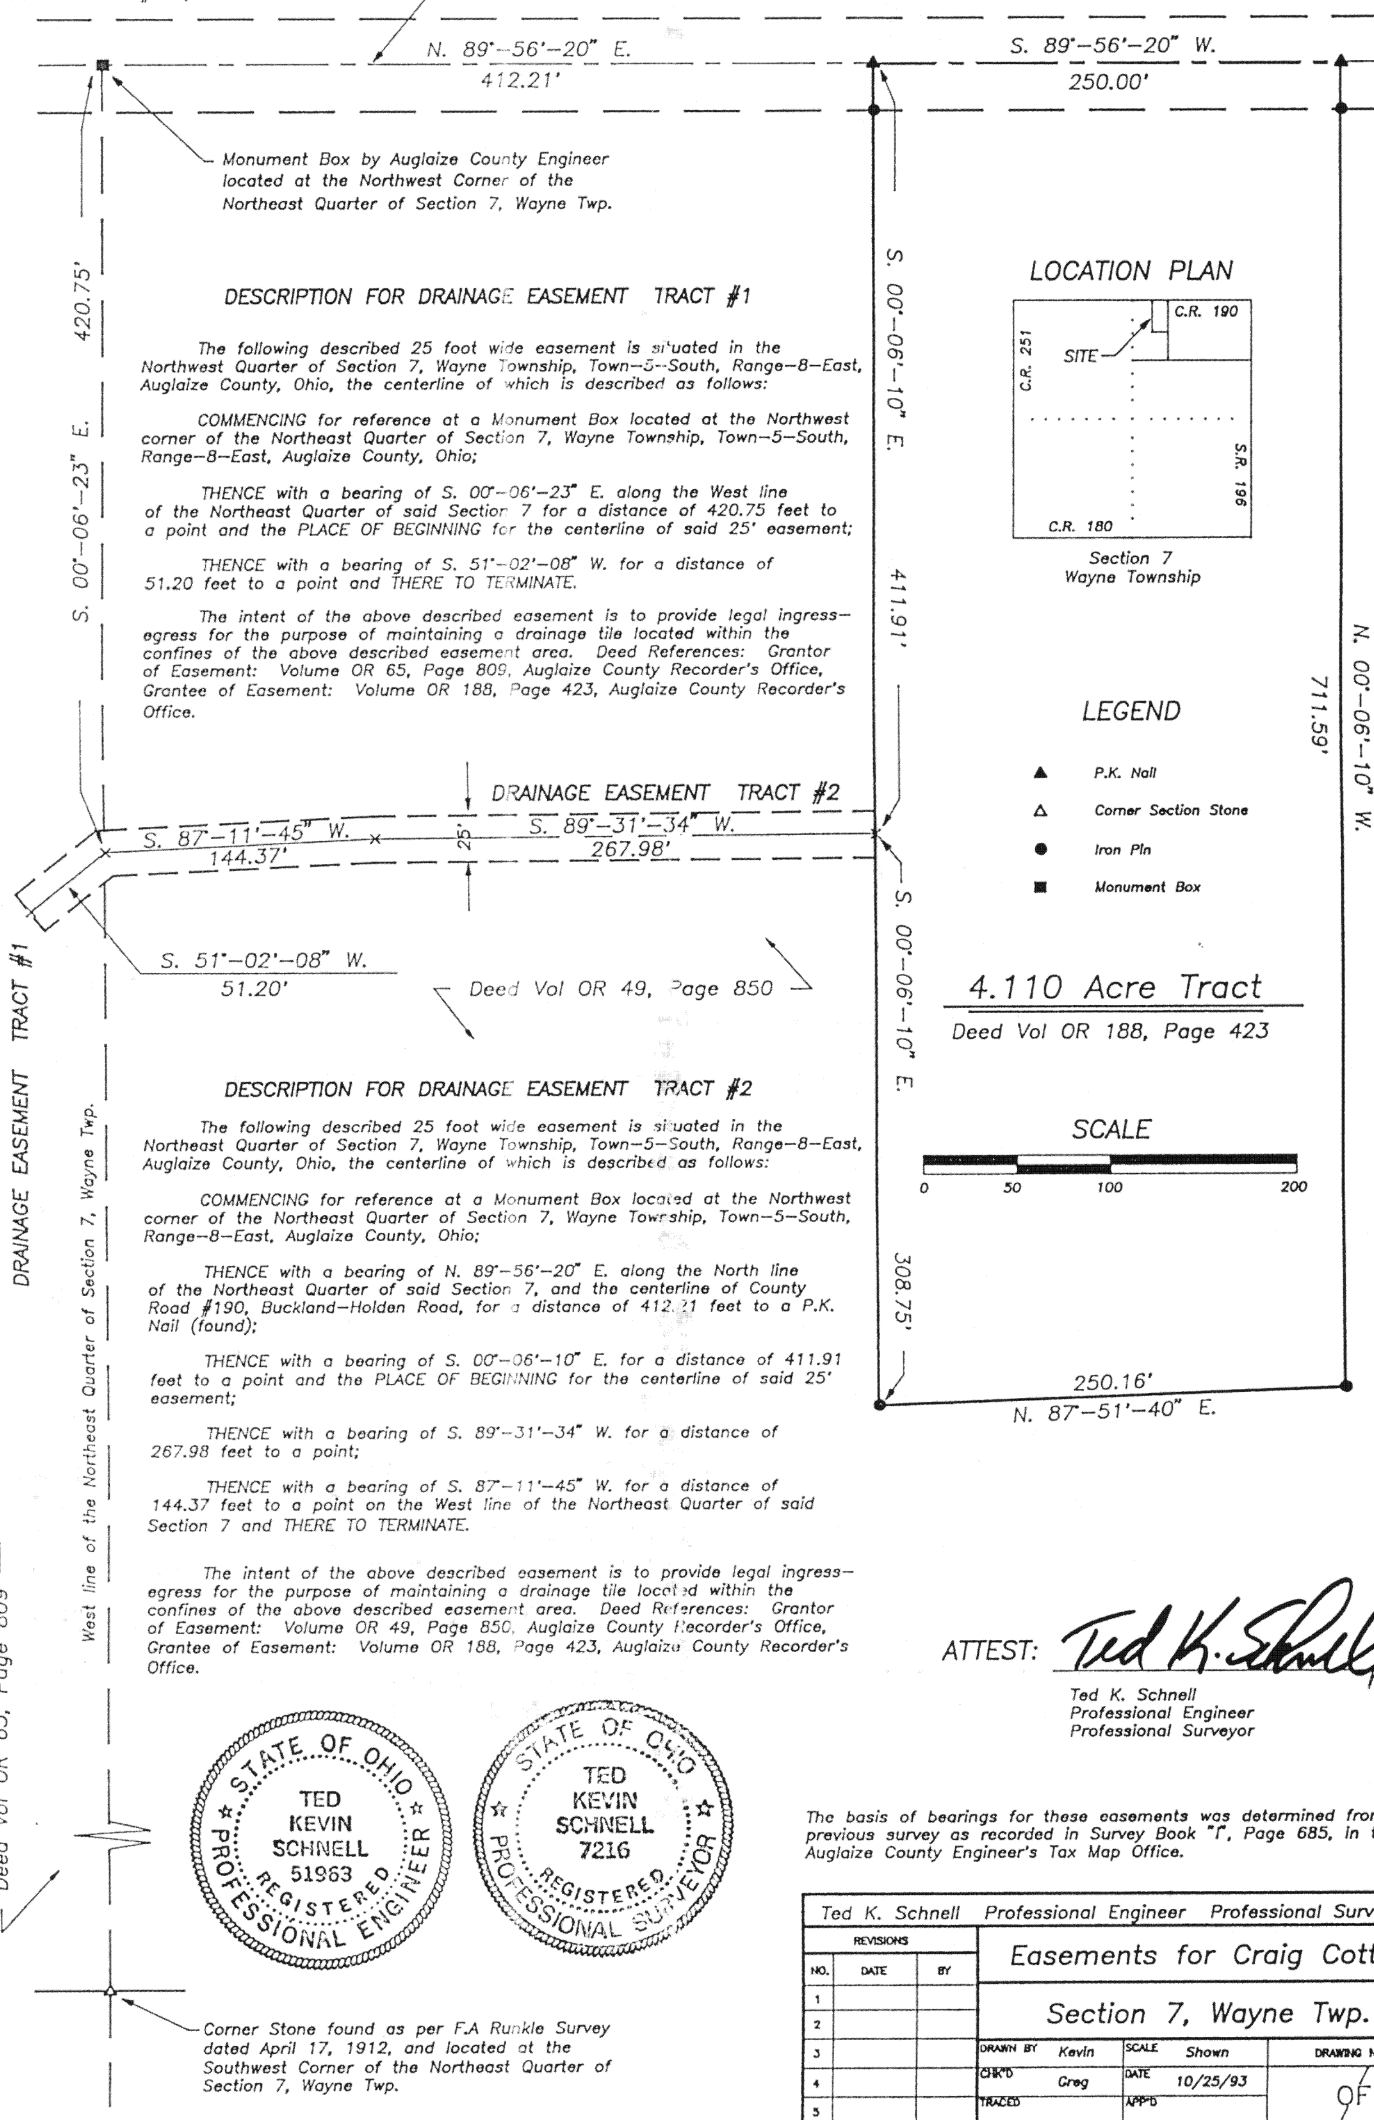 N. 89°-56'-20" E.
412.21'
S. 89°-56'-20" W.
250.00'
Monument Box by Auglaize County Engineer
located at the Northwest Corner of the
Northeast Quarter of Section 7, Wayne Twp.
S. 00°-06'-23" E. 420.75'
DESCRIPTION FOR DRAINAGE EASEMENT TRACT #1
The following described 25 foot wide easement is situated in the
Northwest Quarter of Section 7, Wayne Township, Town-5-South, Range-8-East,
Auglaize County, Ohio, the centerline of which is described as follows:
COMMENCING for reference at a Monument Box located at the Northwest
corner of the Northeast Quarter of Section 7, Wayne Township, Town-5-South,
Range-8-East, Auglaize County, Ohio;
THENCE with a bearing of S. 00°-06'-23" E. along the West line
of the Northeast Quarter of said Section 7 for a distance of 420.75 feet to
a point and the PLACE OF BEGINNING for the centerline of said 25' easement;
THENCE with a bearing of S. 51°-02'-08" W. for a distance of
51.20 feet to a point and THERE TO TERMINATE.
The intent of the above described easement is to provide legal ingress-
egress for the purpose of maintaining a drainage tile located within the
confines of the above described easement area. Deed References: Grantor
of Easement: Volume OR 65, Page 809, Auglaize County Recorder's Office,
Grantee of Easement: Volume OR 188, Page 423, Auglaize County Recorder's
Office.
S. 00°-06'-10" E. 411.91'
LOCATION PLAN
C.R. 190
C.R. 251
SITE
S.R. 196
C.R. 180
Section 7
Wayne Township
LEGEND
P.K. Nail
Corner Section Stone
Iron Pin
Monument Box
711.59'
N. 00°-06'-10" W.
DRAINAGE EASEMENT TRACT #2
S. 87°-11'-45" W.
144.37'
25'
S. 89°-31'-34" W.
267.98'
S. 51°-02'-08" W.
51.20'
Deed Vol OR 49, Page 850
DRAINAGE EASEMENT TRACT #1
S. 00°-06'-10" E. 308.75'
4.110 Acre Tract
Deed Vol OR 188, Page 423
SCALE
0 50 100 200
250.16'
N. 87°-51'-40" E.
West line of the Northeast Quarter of Section 7, Wayne Twp.
DESCRIPTION FOR DRAINAGE EASEMENT TRACT #2
The following described 25 foot wide easement is situated in the
Northeast Quarter of Section 7, Wayne Township, Town-5-South, Range-8-East,
Auglaize County, Ohio, the centerline of which is described as follows:
COMMENCING for reference at a Monument Box located at the Northwest
corner of the Northeast Quarter of Section 7, Wayne Township, Town-5-South,
Range-8-East, Auglaize County, Ohio;
THENCE with a bearing of N. 89°-56'-20" E. along the North line
of the Northeast Quarter of said Section 7, and the centerline of County
Road #190, Buckland-Holden Road, for a distance of 412.21 feet to a P.K.
Nail (found);
THENCE with a bearing of S. 00°-06'-10" E. for a distance of 411.91
feet to a point and the PLACE OF BEGINNING for the centerline of said 25'
easement;
THENCE with a bearing of S. 89°-31'-34" W. for a distance of
267.98 feet to a point;
THENCE with a bearing of S. 87°-11'-45" W. for a distance of
144.37 feet to a point on the West line of the Northeast Quarter of said
Section 7 and THERE TO TERMINATE.
The intent of the above described easement is to provide legal ingress-
egress for the purpose of maintaining a drainage tile located within the
confines of the above described easement area. Deed References: Grantor
of Easement: Volume OR 49, Page 850, Auglaize County Recorder's Office,
Grantee of Easement: Volume OR 188, Page 423, Auglaize County Recorder's
Office.
Deed Vol OR 65, Page 809
ATTEST: Ted K. Schnell
Ted K. Schnell
Professional Engineer
Professional Surveyor
STATE OF OHIO
TED
KEVIN
SCHNELL
51963
REGISTERED
PROFESSIONAL ENGINEER
STATE OF OHIO
TED
KEVIN
SCHNELL
7216
REGISTERED
PROFESSIONAL SURVEYOR
The basis of bearings for these easements was determined from
previous survey as recorded in Survey Book "I", Page 685, in
Auglaize County Engineer's Tax Map Office.
Corner Stone found as per F.A Runkle Survey
dated April 17, 1912, and located at the
Southwest Corner of the Northeast Quarter of
Section 7, Wayne Twp.
Ted K. Schnell Professional Engineer Professional Surv
REVISIONS
NO. DATE BY
1
2
3
4
5
Easements for Craig Cott
Section 7, Wayne Twp.
DRAWN BY Kevin SCALE Shown DRAWING
CHK'D Greg DATE 10/25/93
TRACED APP'D
OF